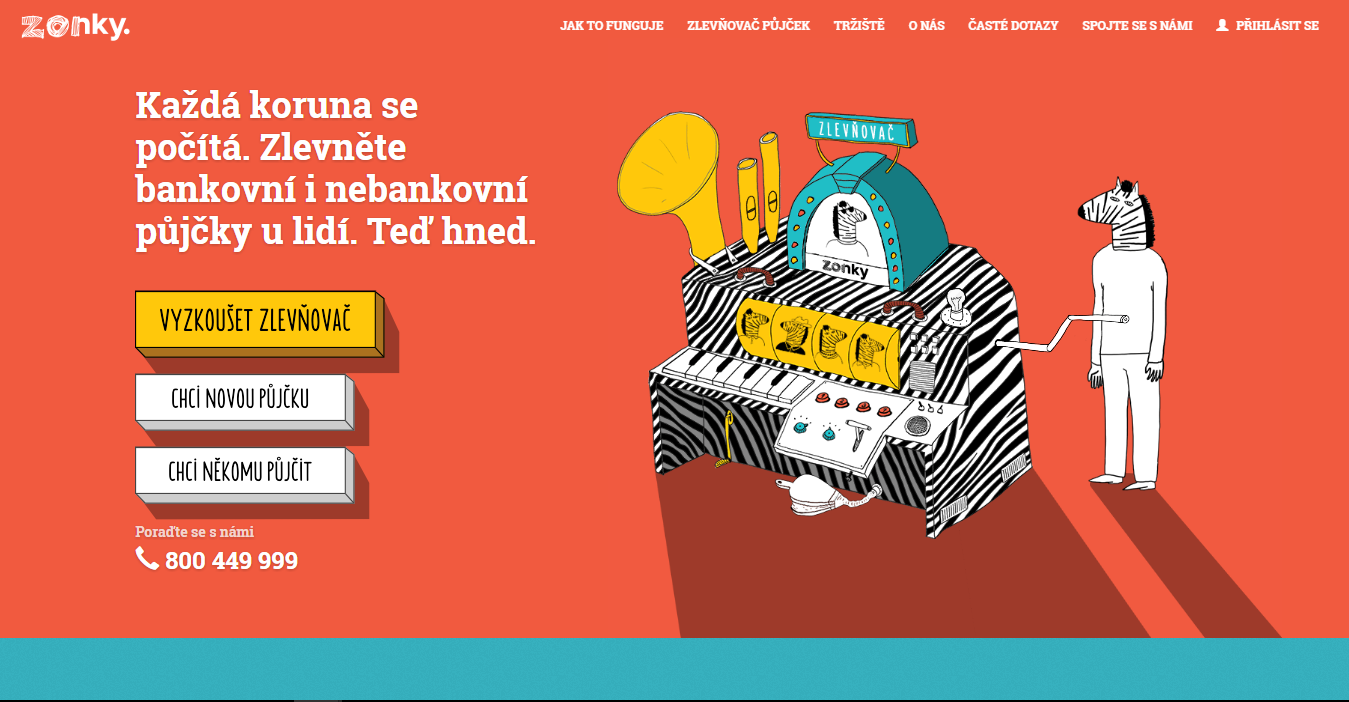 zonky.
JAK TO FUNGUJE
ZLEVŇOVAČ PŮJČEK
TRŽIŠTĚ
O NÁS
ČASTÉ DOTAZY
SPOJTE SE S NÁMI
PŘIHLÁSIT SE
Každá koruna se
počítá. Zlevněte
bankovní i nebankovní
půjčky u lidí. Teď hned.
VYZKOUŠET ZLEVŇOVAČ
CHCI NOVOU PŮJČKU
CHCI NĚKOMU PŮJČIT
Poraďte se s námi
800 449 999
ZLEVŇOVAČ
zonky